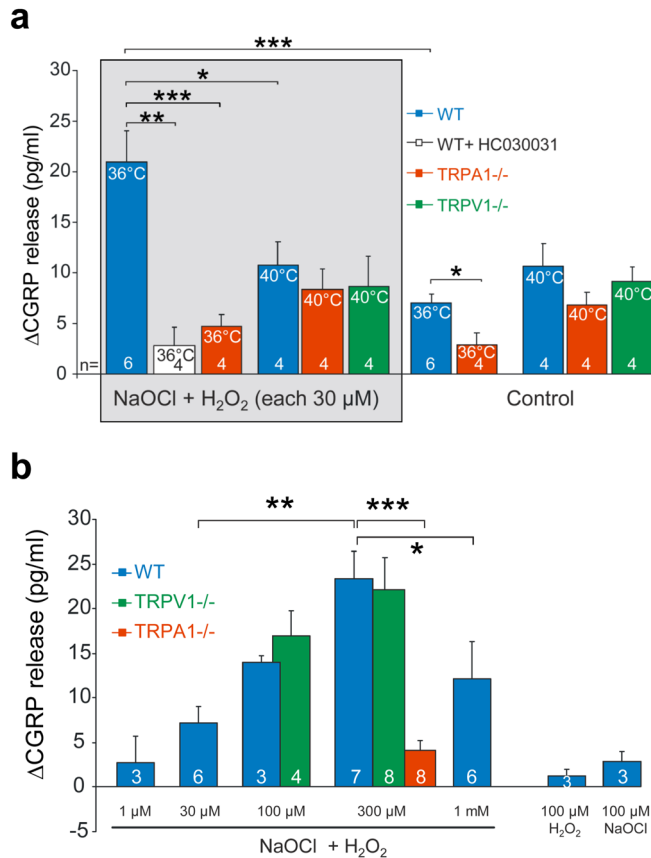 a
***
30
25
20
15
10
5
0
ΔCGRP release (pg/ml)
*
***
**
WT
WT+ HC030031
TRPA1-/-
TRPV1-/-
*
36°C 36°C 36°C 40°C 40°C 40°C 36°C 36°C 40°C 40°C 40°C
n= 6 4 4 4 4 4 6 4 4 4 4
NaOCl + H₂O₂ (each 30 µM) Control
b
** ***
*
30
25
20
15
10
5
0
-5
ΔCGRP release (pg/ml)
WT
TRPV1-/-
TRPA1-/-
3 6 3 4 7 8 8 6 3 3
1 µM 30 µM 100 µM 300 µM 1 mM 100 µM 100 µM
H₂O₂ NaOCl
NaOCl + H₂O₂